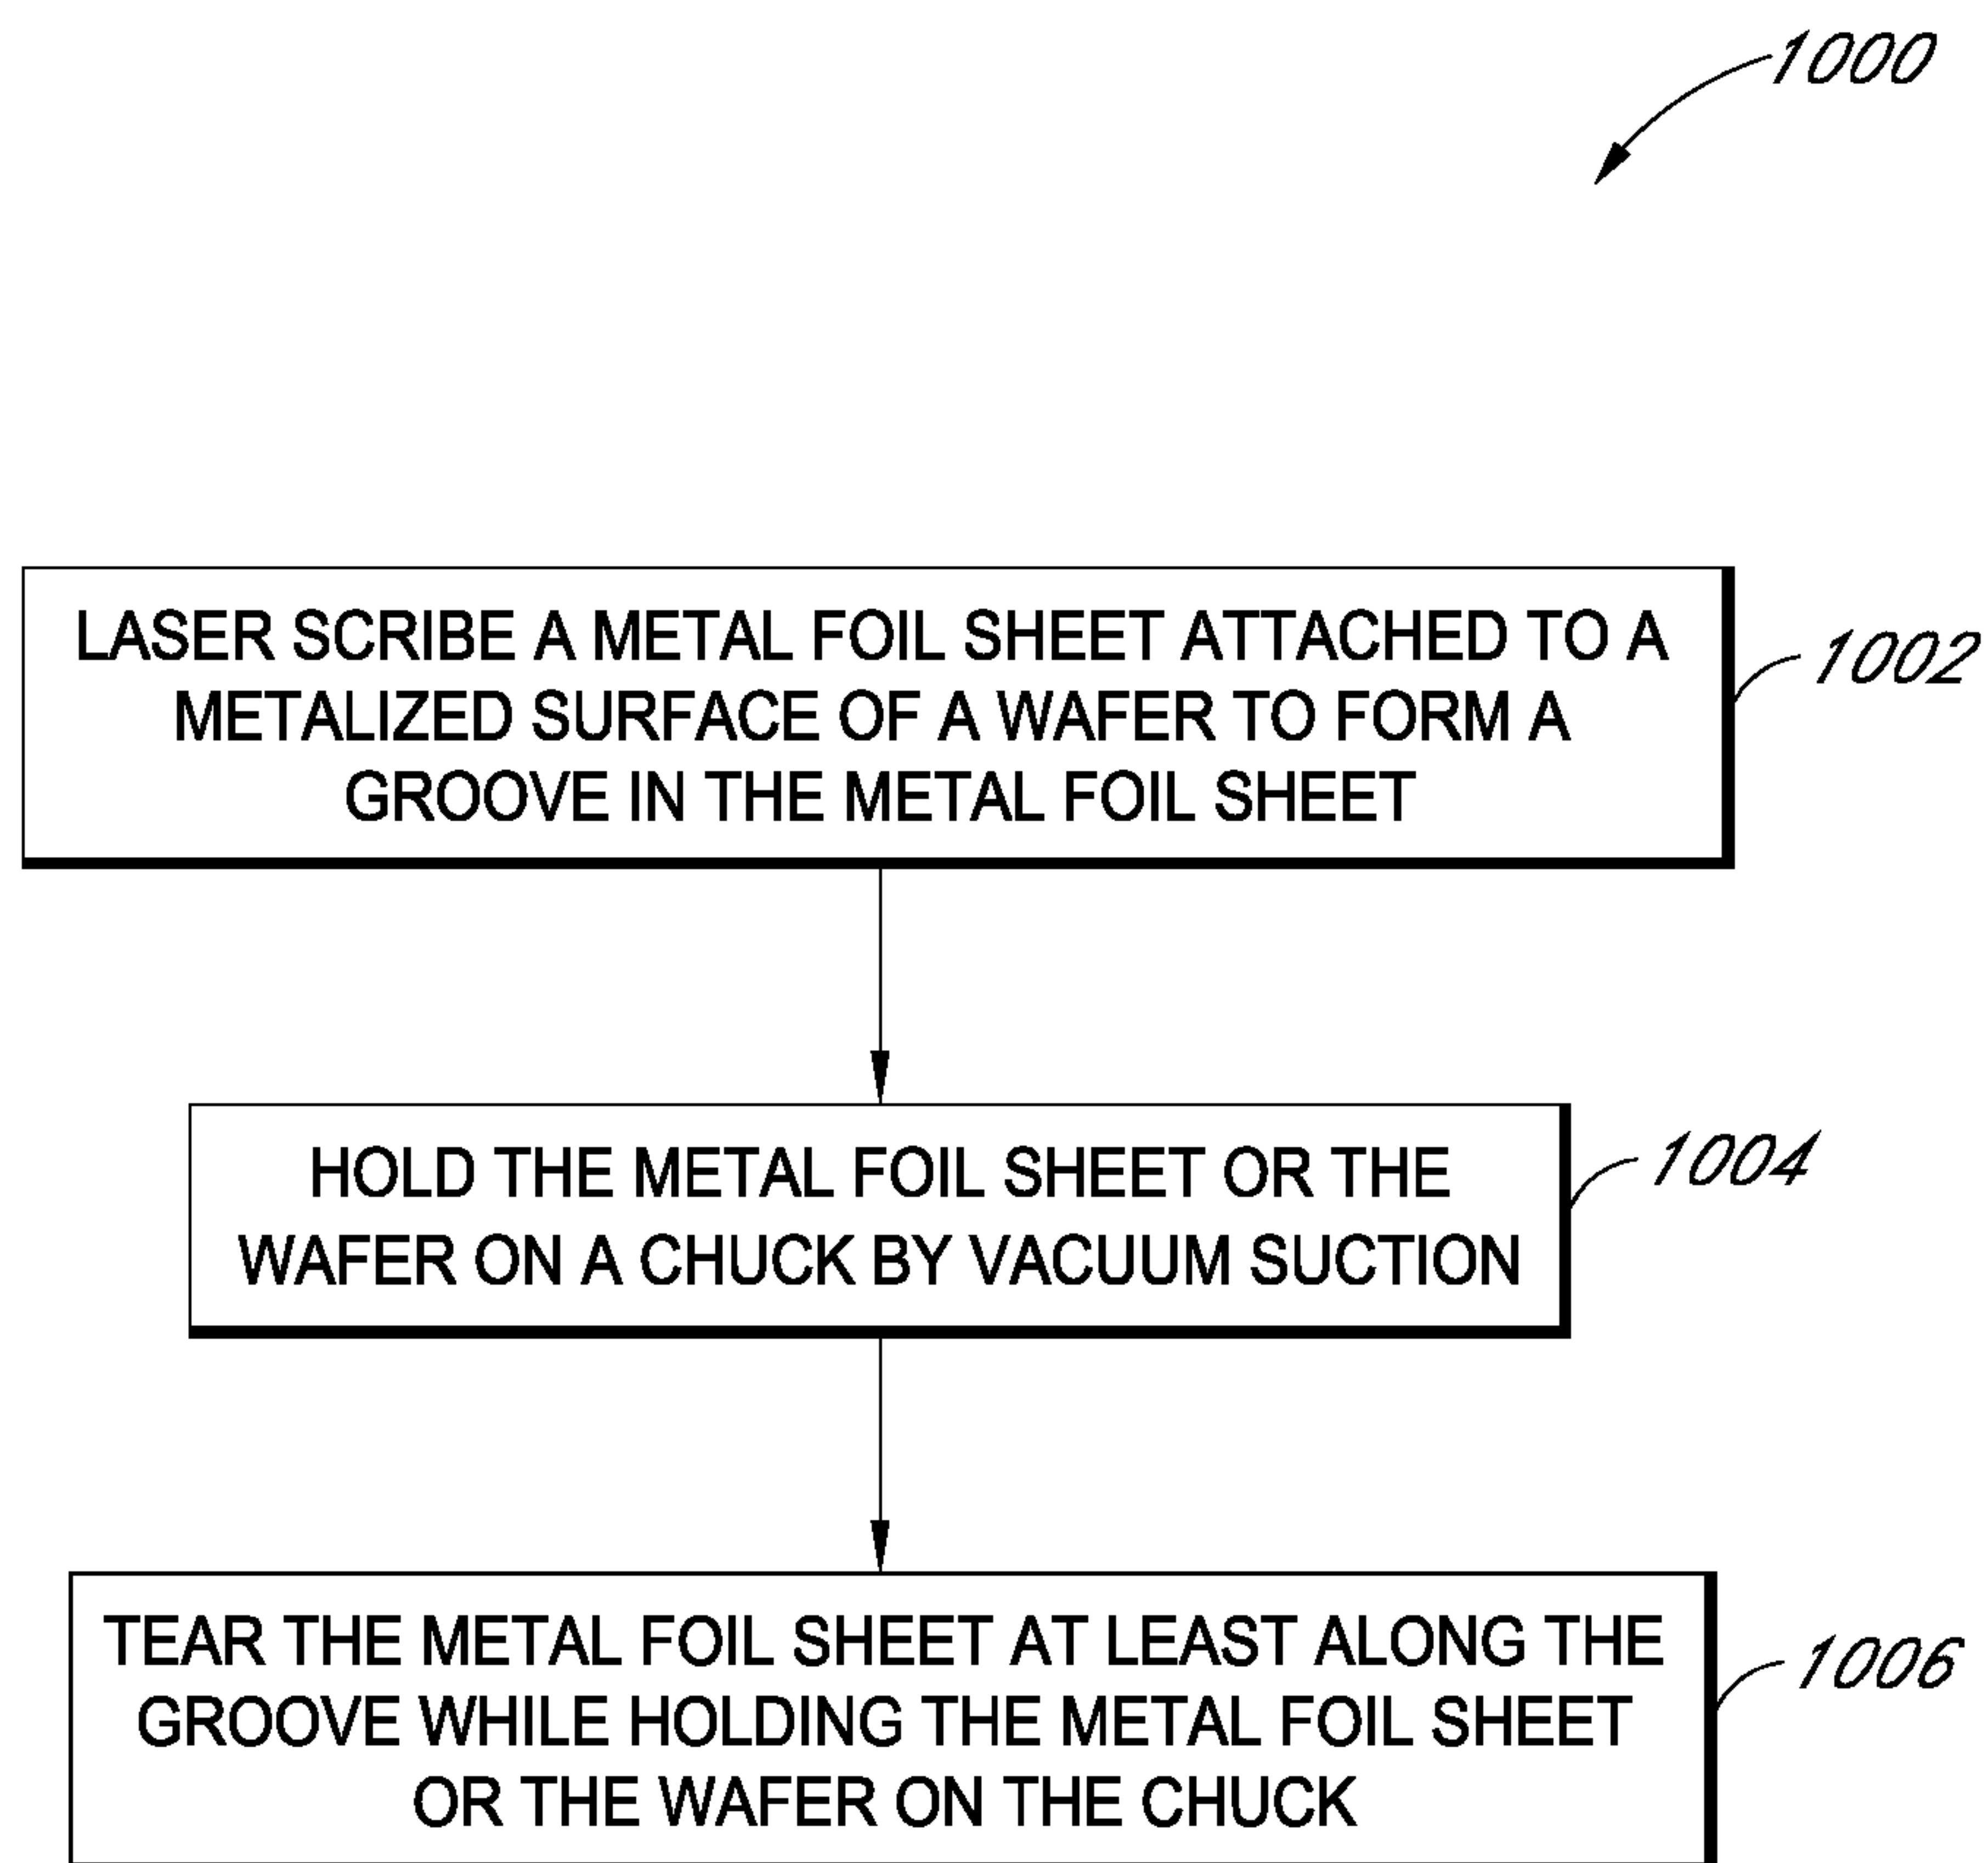 1000
LASER SCRIBE A METAL FOIL SHEET ATTACHED TO A
METALIZED SURFACE OF A WAFER TO FORM A
GROOVE IN THE METAL FOIL SHEET
1002
HOLD THE METAL FOIL SHEET OR THE
WAFER ON A CHUCK BY VACUUM SUCTION
1004
TEAR THE METAL FOIL SHEET AT LEAST ALONG THE
GROOVE WHILE HOLDING THE METAL FOIL SHEET
OR THE WAFER ON THE CHUCK
1006